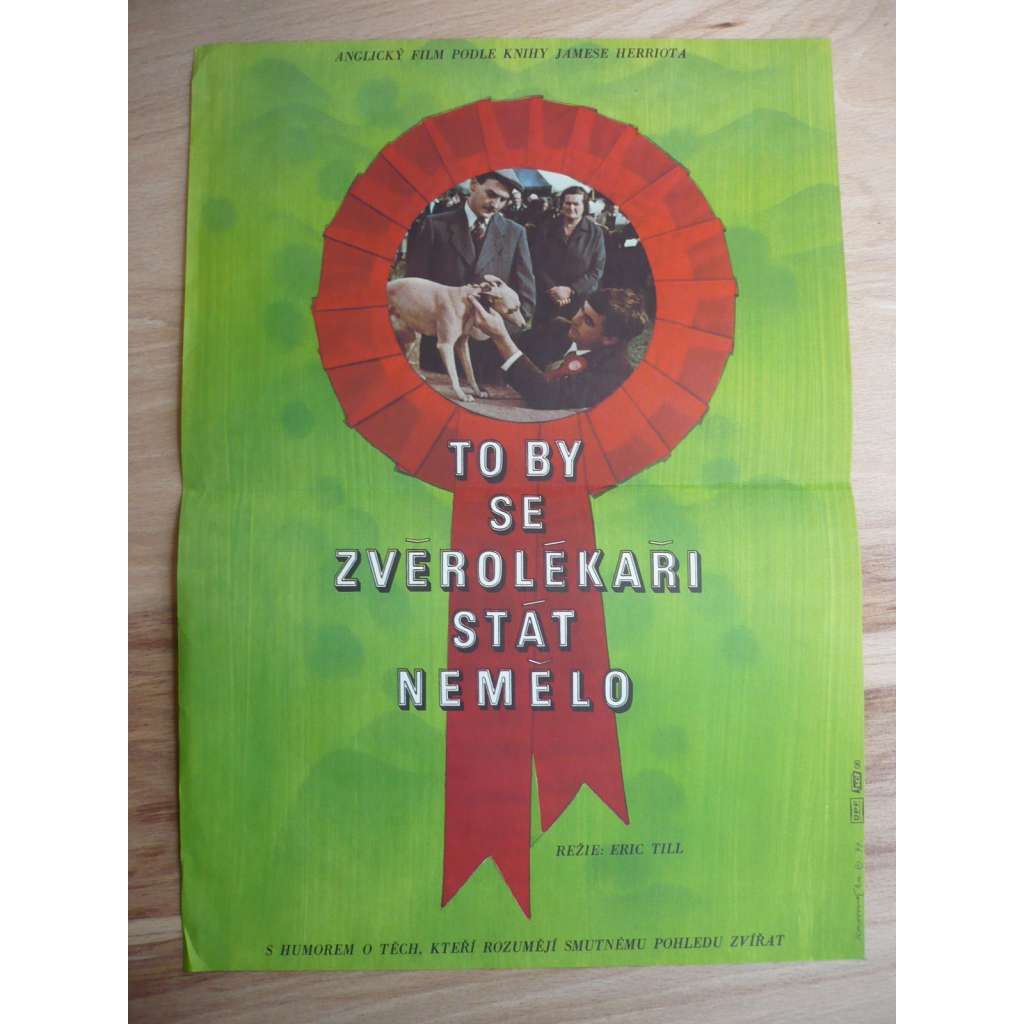 ANGLICKÝ FILM PODLE KNIHY JAMESE HERRIOTA
TO BY
SE
ZVĚROLÉKAŘI
STÁT
NEMĚLO
REŽIE: ERIC TILL
S HUMOREM O TĚCH, KTEŘÍ ROZUMĚJÍ SMUTNÉMU POHLEDU ZVÍŘAT